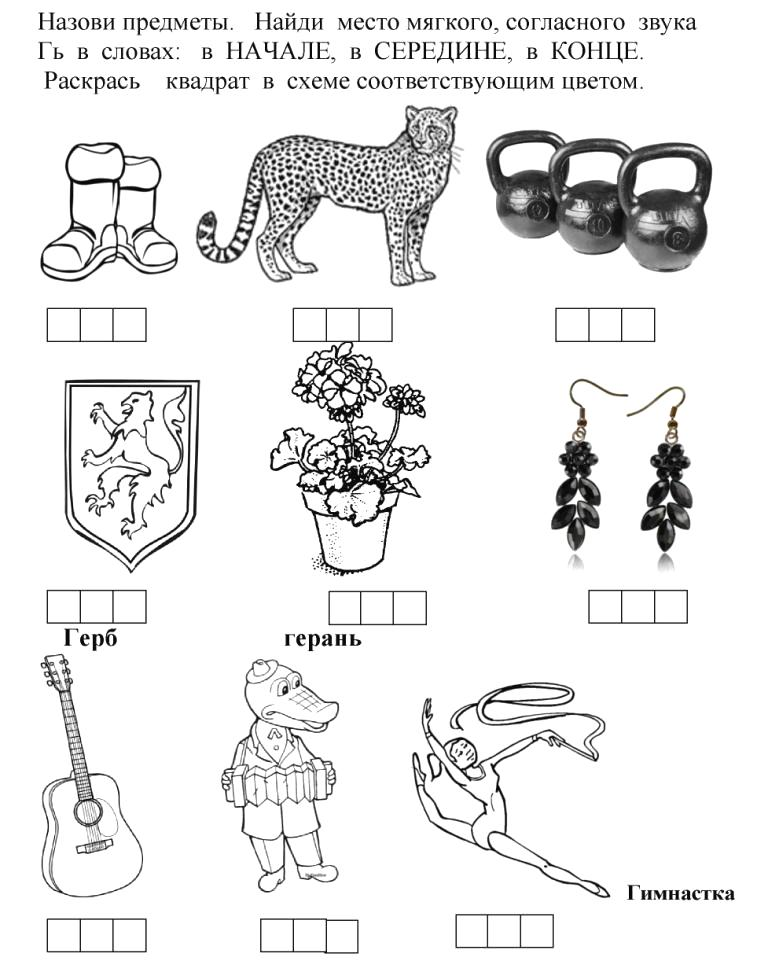 Назови предметы. Найди место мягкого, согласного звука
Гь в словах: в НАЧАЛЕ, в СЕРЕДИНЕ, в КОНЦЕ.
Раскрась квадрат в схеме соответствующим цветом.
Герб герань
Гимнастка